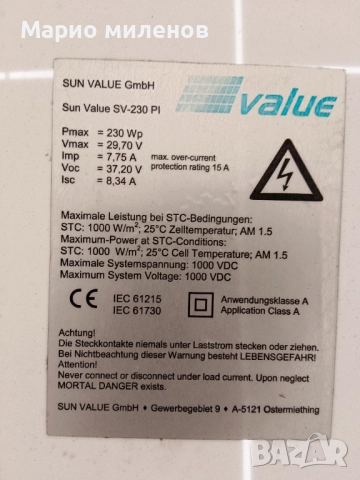 Марио миленов
SUN VALUE GmbH
value
Sun Value SV-230 PI
Pmax = 230 Wp
Vmax = 29,70 V
Imp = 7,75 A max. over-current
Voc = 37,20 V protection rating 15 A
Isc = 8,34 A
Maximale Leistung bei STC-Bedingungen:
STC: 1000 W/m²; 25°C Zelltemperatur; AM 1.5
Maximum-Power at STC-Conditions:
STC: 1000 W/m²; 25°C Cell Temperature; AM 1.5
Maximale Systemspannung: 1000 VDC
Maximum System Voltage: 1000 VDC
CE IEC 61215 Anwendungsklasse A
IEC 61730 Application Class A
Achtung!
Die Steckkontakte niemals unter Laststrom stecken oder ziehen.
Bei Nichtbeachtung dieser Warnung besteht LEBENSGEFAHR!
Attention!
Never connect or disconnect under load current. Upon neglect
MORTAL DANGER exists.
SUN VALUE GmbH ♦ Gewerbegebiet 9 ♦ A-5121 Ostermiething
BAZAR